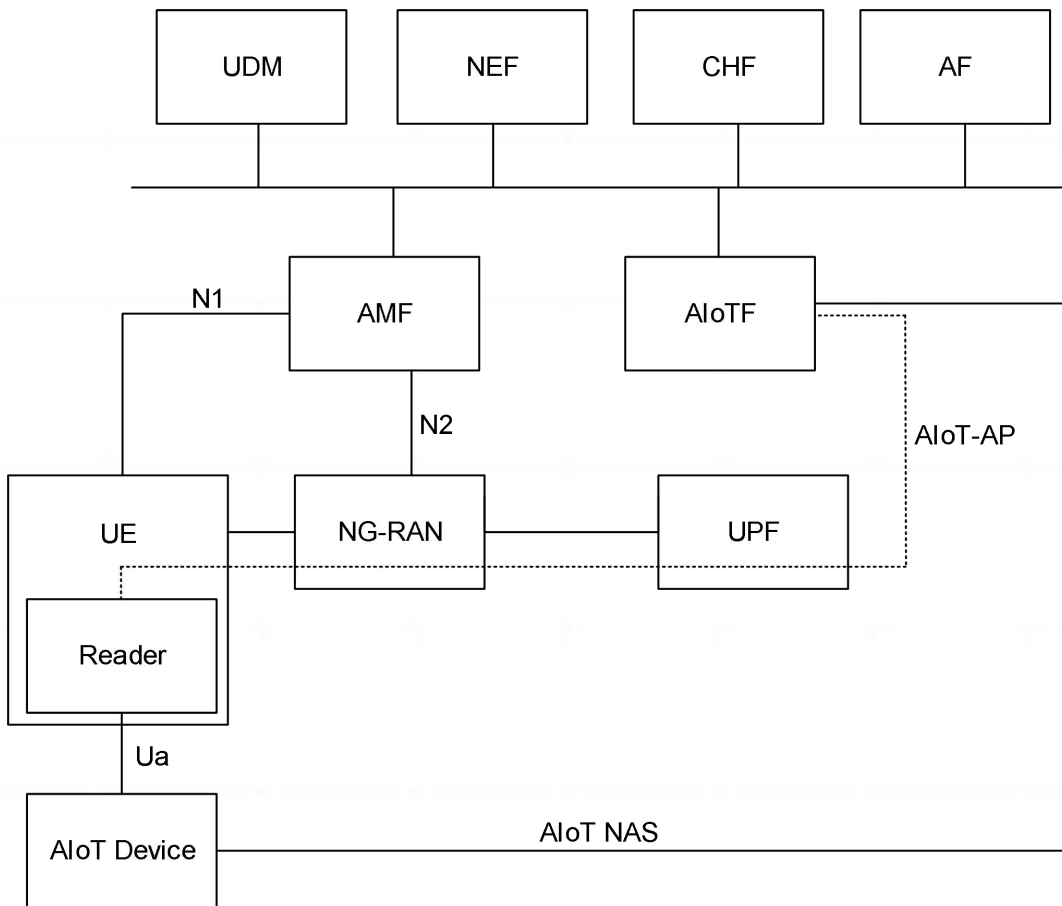 UDM
NEF
CHF
AF
N1
AMF
AIoTF
N2
AIoT-AP
UE
NG-RAN
UPF
Reader
Ua
AIoT NAS
AIoT Device